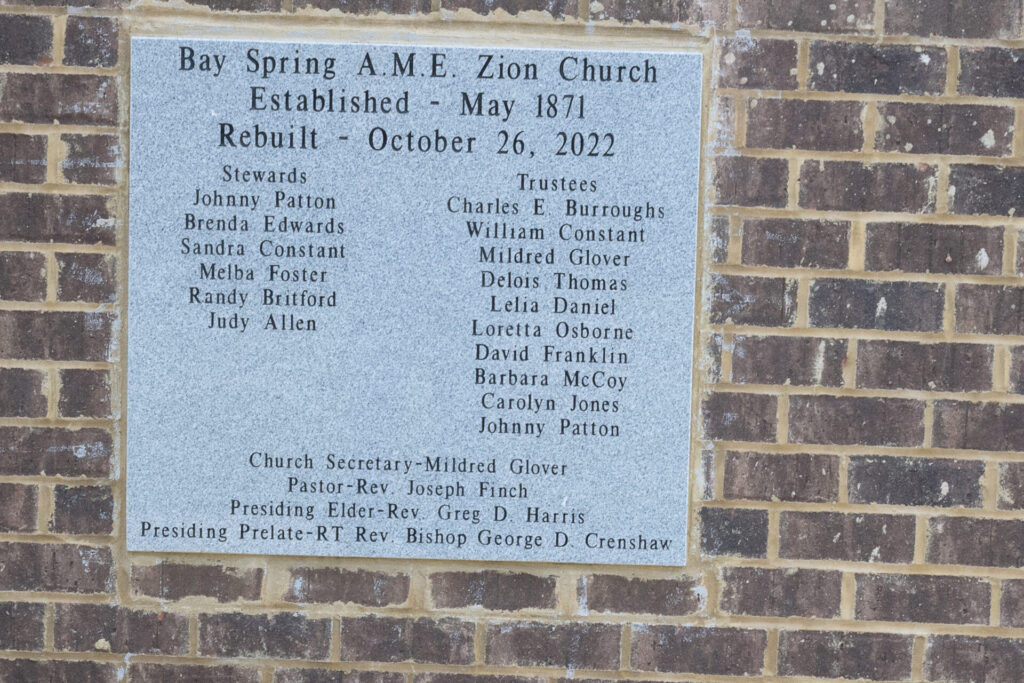 Bay Spring A.M.E. Zion Church
Established - May 1871
Rebuilt - October 26, 2022
Stewards
Johnny Patton
Brenda Edwards
Sandra Constant
Melba Foster
Randy Britford
Judy Allen
Trustees
Charles E. Burroughs
William Constant
Mildred Glover
Delois Thomas
Lelia Daniel
Loretta Osborne
David Franklin
Barbara McCoy
Carolyn Jones
Johnny Patton
Church Secretary-Mildred Glover
Pastor-Rev. Joseph Finch
Presiding Elder-Rev. Greg D. Harris
Presiding Prelate-RT Rev. Bishop George D. Crenshaw